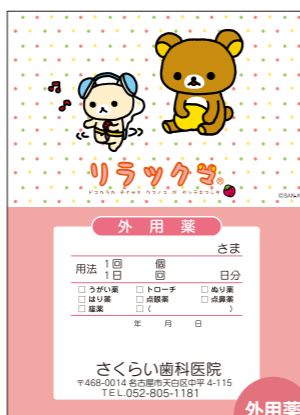 リラックマ®
©SAN-X
外用薬
さま
用法 1回 個
1日 回 日分
□ うがい薬 □ トローチ □ ぬり薬
□ はり薬 □ 点眼薬 □ 点鼻薬
□ 座薬 □ ( )
年 月 日
さくらい歯科医院
〒468-0014 名古屋市天白区中平 4-115
TEL.052-805-1181
外用薬